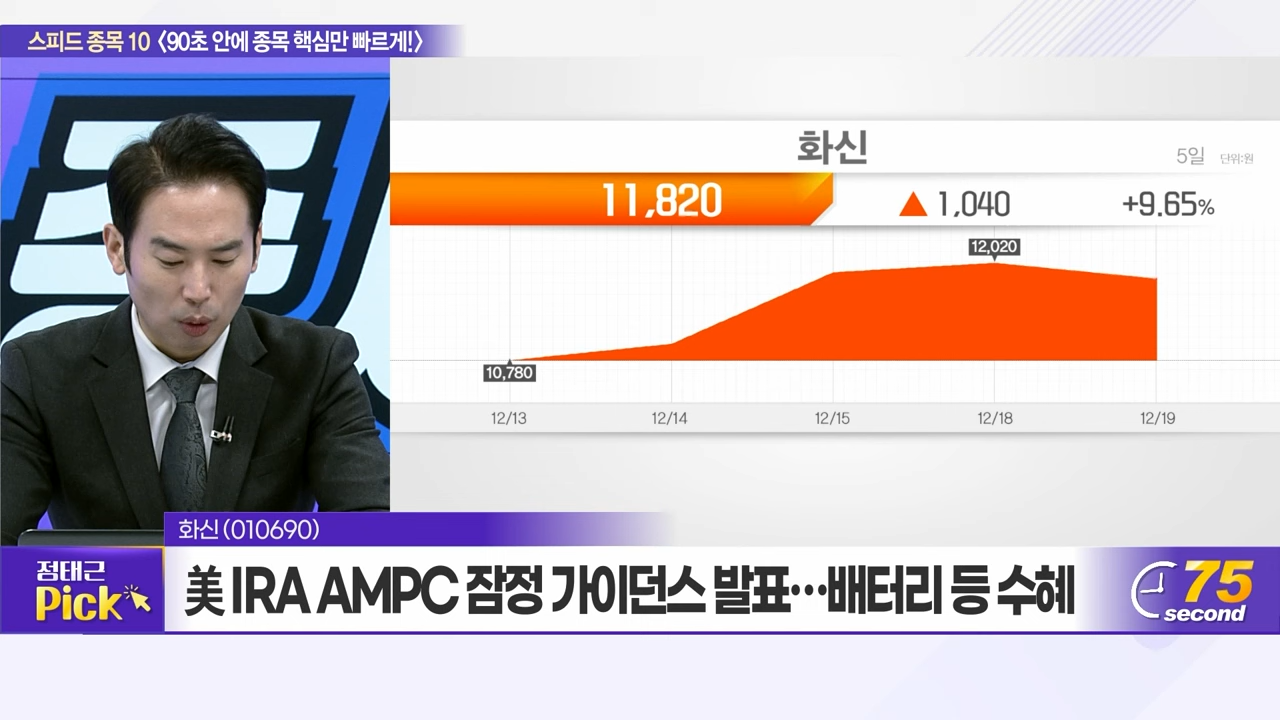 스피드 종목 10 〈90초 안에 종목 핵심만 빠르게!〉
화신
5일 단위:원
11,820 ▲ 1,040 +9.65%
12,020
10,780
12/13 12/14 12/15 12/18 12/19
화신(010690)
정태근
Pick
美 IRA AMPC 잠정 가이던스 발표…배터리 등 수혜
75
second